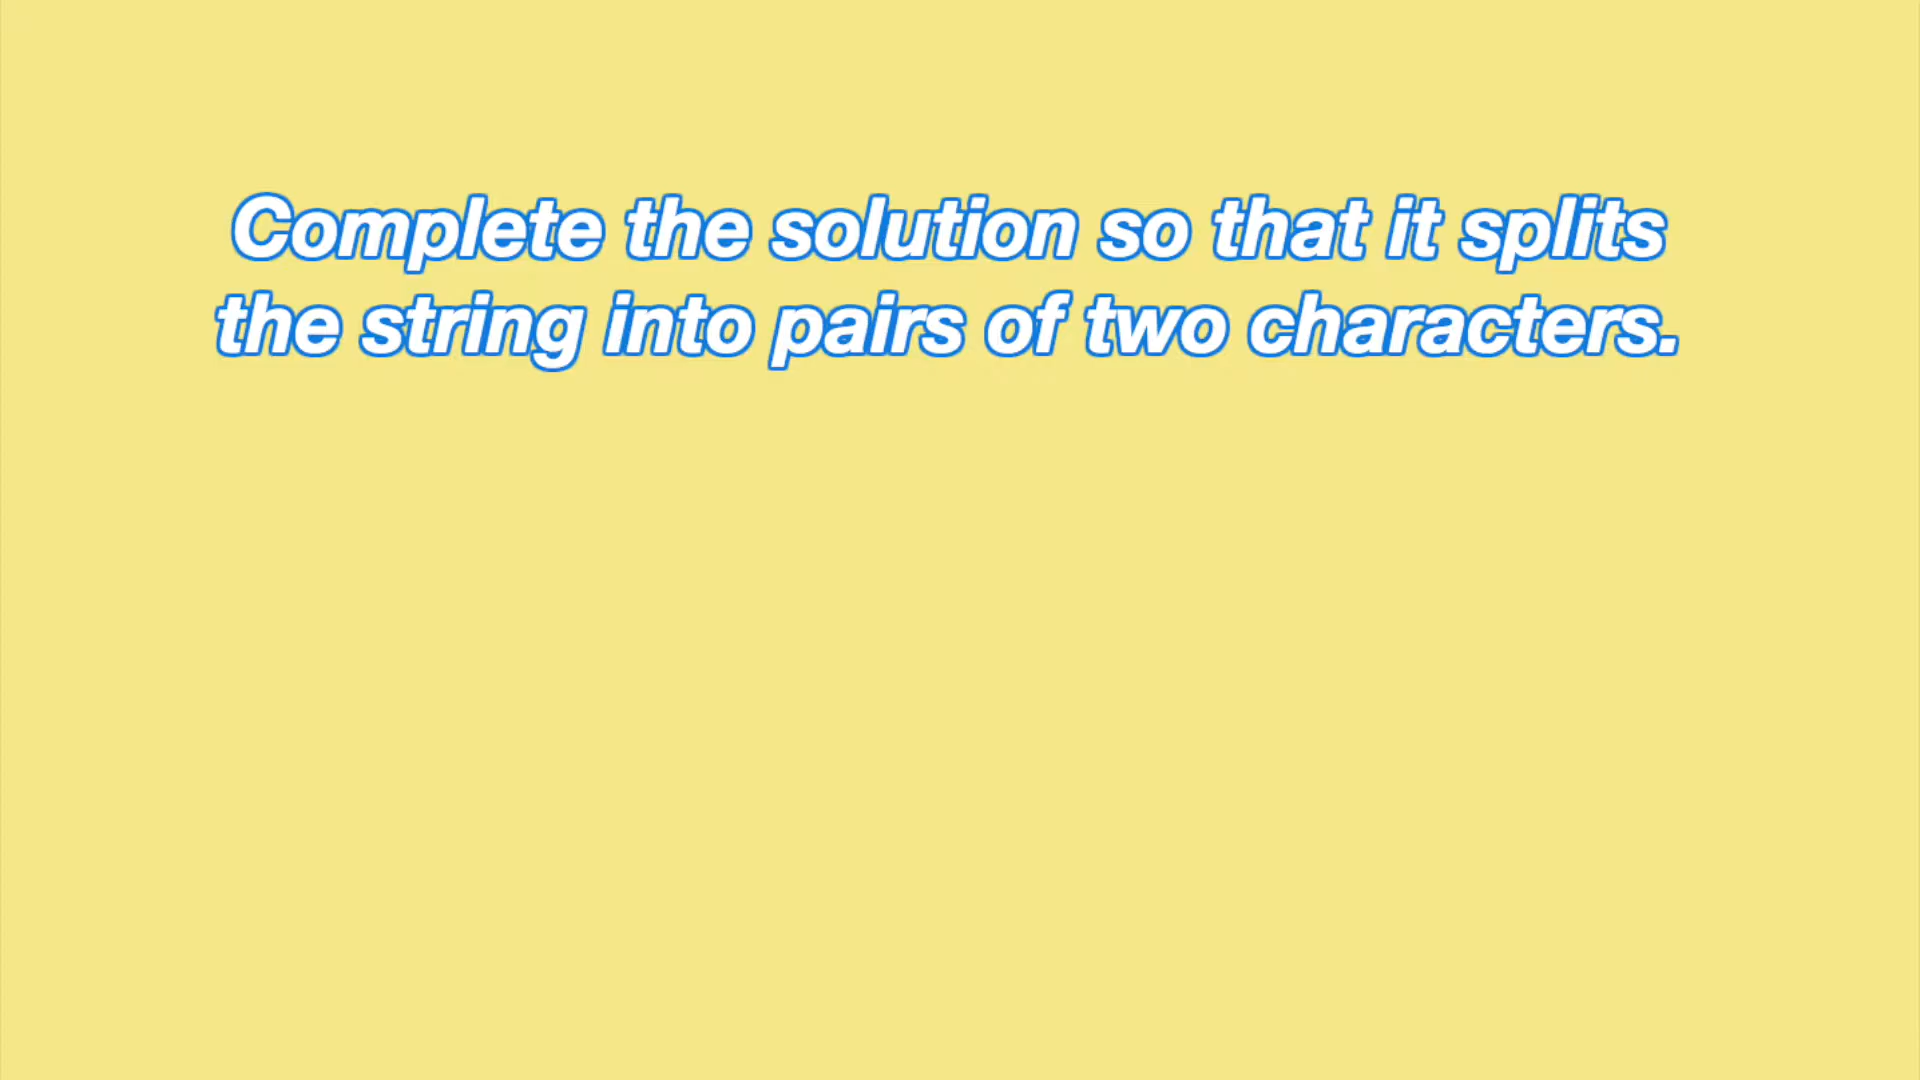 Complete the solution so that it splits
the string into pairs of two characters.